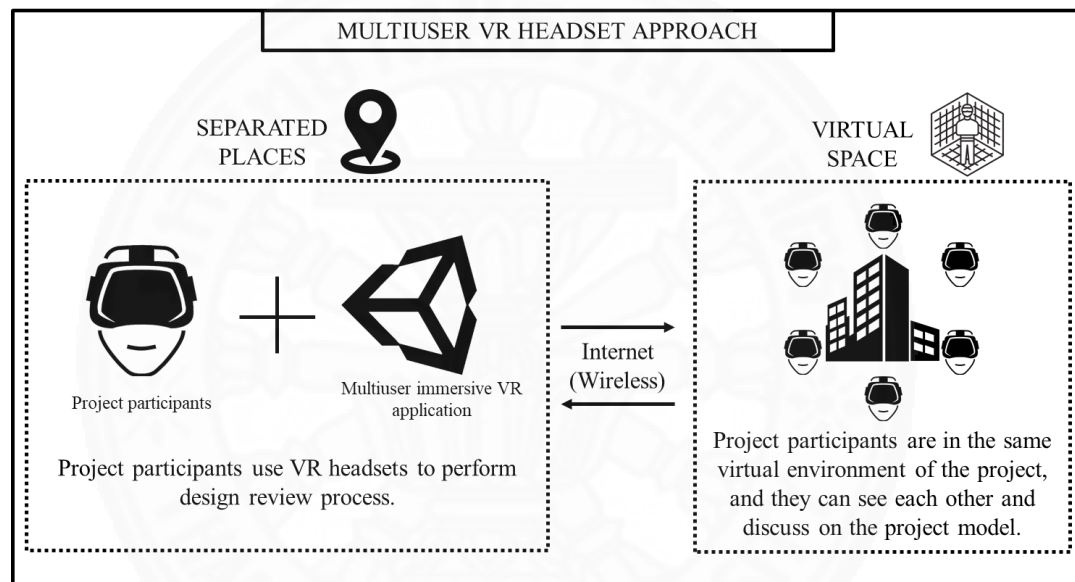 MULTIUSER VR HEADSET APPROACH
SEPARATED
PLACES
Project participants
Multiuser immersive VR
application
Project participants use VR headsets to perform
design review process.
Internet
(Wireless)
VIRTUAL
SPACE
Project participants are in the same
virtual environment of the project,
and they can see each other and
discuss on the project model.